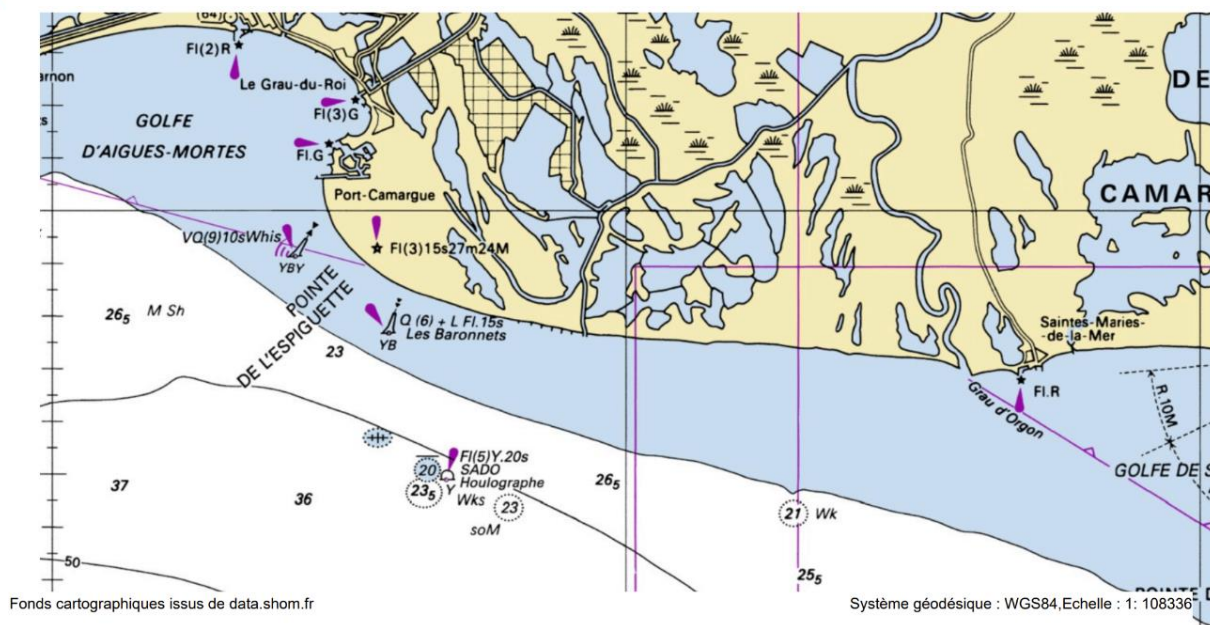 (84)
Fl(2)R
Le Grau-du-Roi
Fl(3)G
GOLFE
D'AIGUES-MORTES
Fl.G
Port-Camargue
DE
CAMAR
VQ(9)10sWhis
YBY
Fl(3)15s27m24M
26₅
M Sh
POINTE
DE L'ESPIGUETTE
Q (6) + L Fl.15s
Les Baronnets
YB
23
Saintes-Maries-
-de-la-Mer
Fl.R
Grau d'Orgon
R.10M
GOLFE DE S
Fl(5)Y.20s
SADO
Houlographe
20
Y
23₅
Wks
23
soM
37
36
26₅
21
Wk
25₅
50
POINTE D
Fonds cartographiques issus de data.shom.fr
Système géodésique : WGS84,Echelle : 1: 108336